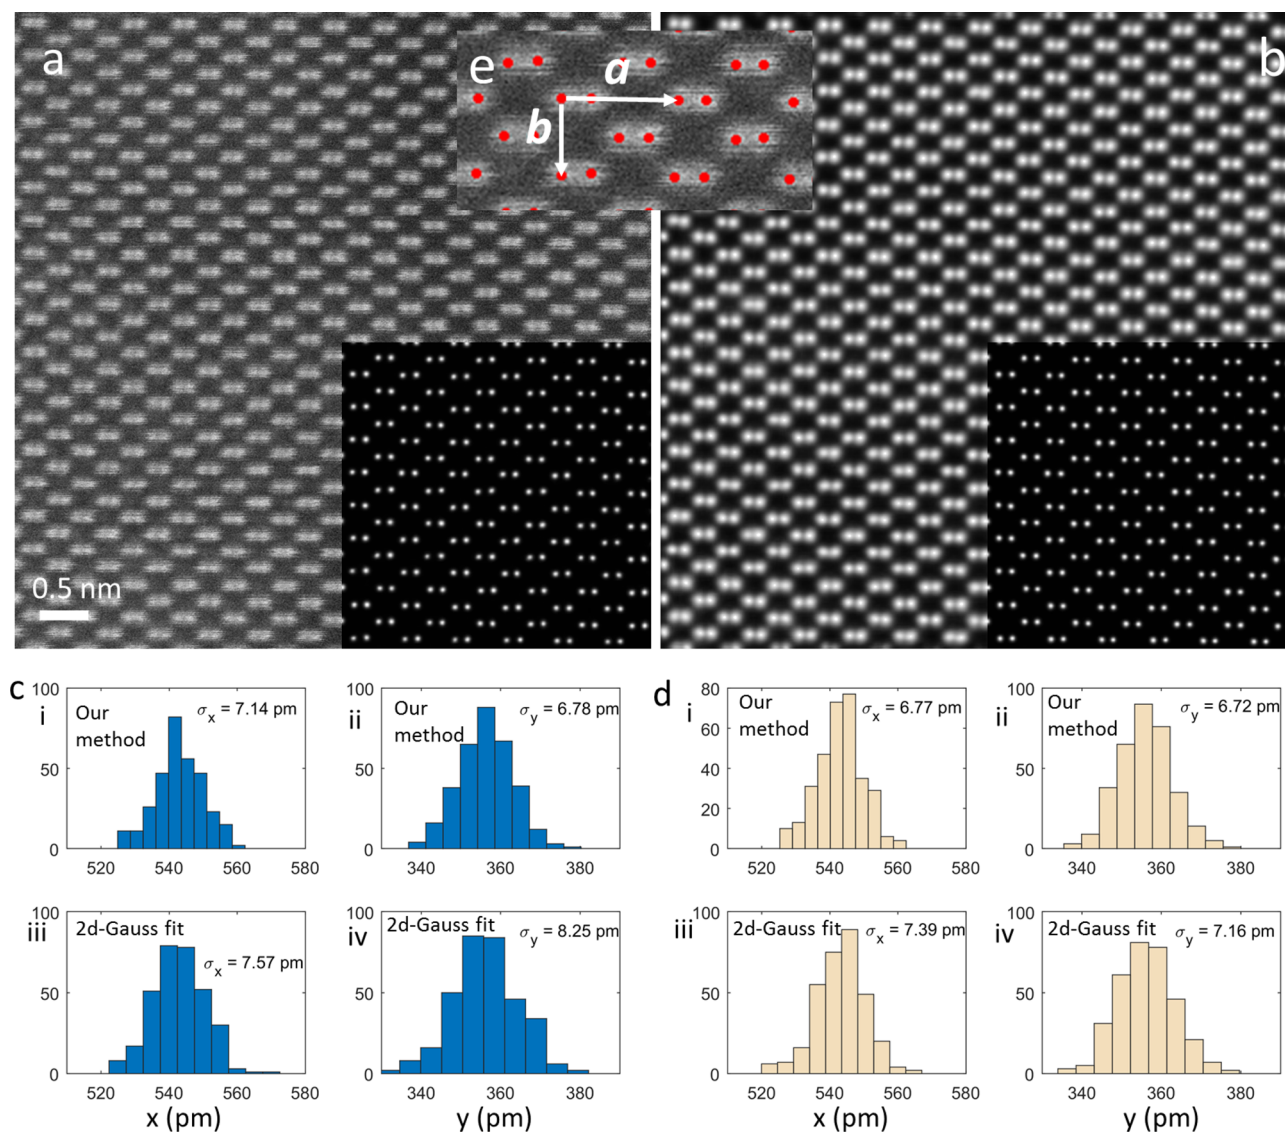 a
e
a
b
b
0.5 nm
c
i
Our
method
σx = 7.14 pm
100
50
0
520
540
560
580
ii
Our
method
σy = 6.78 pm
100
50
0
340
360
380
d
i
Our
method
σx = 6.77 pm
80
60
40
20
0
520
540
560
580
ii
Our
method
σy = 6.72 pm
100
50
0
340
360
380
iii
2d-Gauss fit
σx = 7.57 pm
100
50
0
520
540
560
580
x (pm)
iv
2d-Gauss fit
σy = 8.25 pm
100
50
0
340
360
380
y (pm)
iii
2d-Gauss fit
σx = 7.39 pm
100
50
0
520
540
560
580
x (pm)
iv
2d-Gauss fit
σy = 7.16 pm
100
50
0
340
360
380
y (pm)